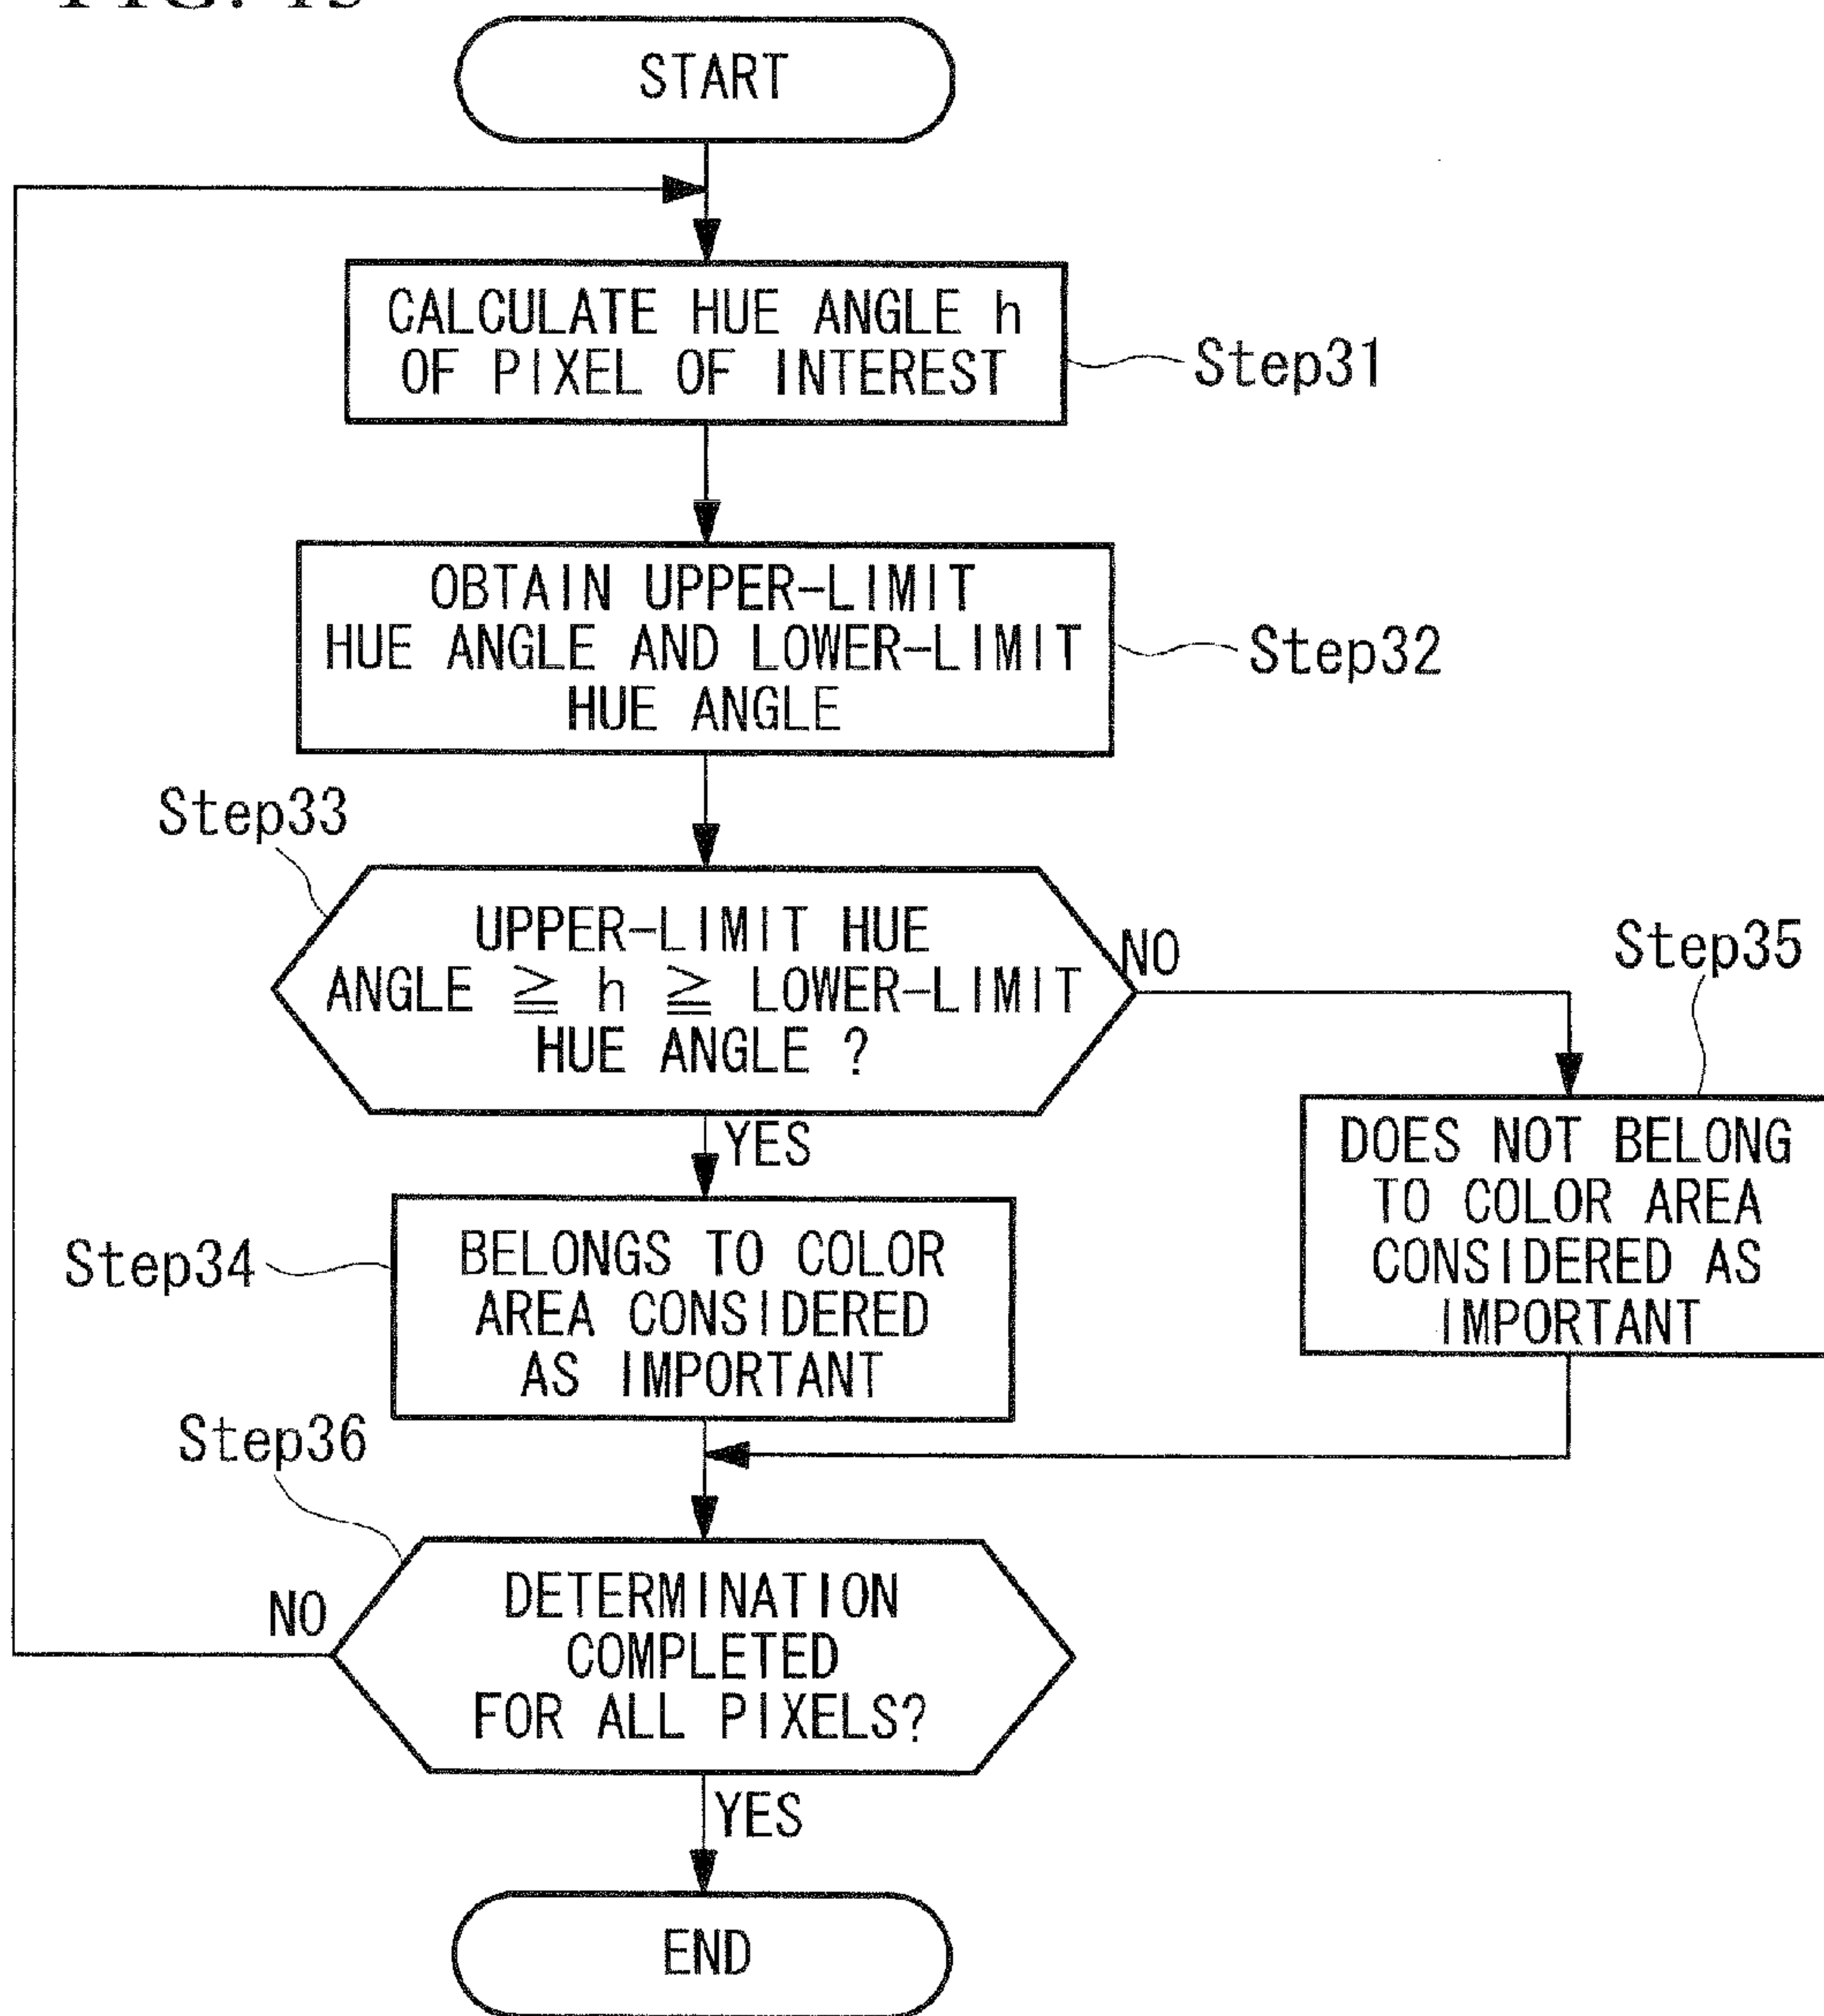 START
CALCULATE HUE ANGLE h
OF PIXEL OF INTEREST
Step31
OBTAIN UPPER-LIMIT
HUE ANGLE AND LOWER-LIMIT
HUE ANGLE
Step32
Step33
UPPER-LIMIT HUE
ANGLE ≧ h ≧ LOWER-LIMIT
HUE ANGLE ?
NO
Step35
YES
DOES NOT BELONG
TO COLOR AREA
CONSIDERED AS
IMPORTANT
Step34
BELONGS TO COLOR
AREA CONSIDERED
AS IMPORTANT
Step36
NO
DETERMINATION
COMPLETED
FOR ALL PIXELS?
YES
END